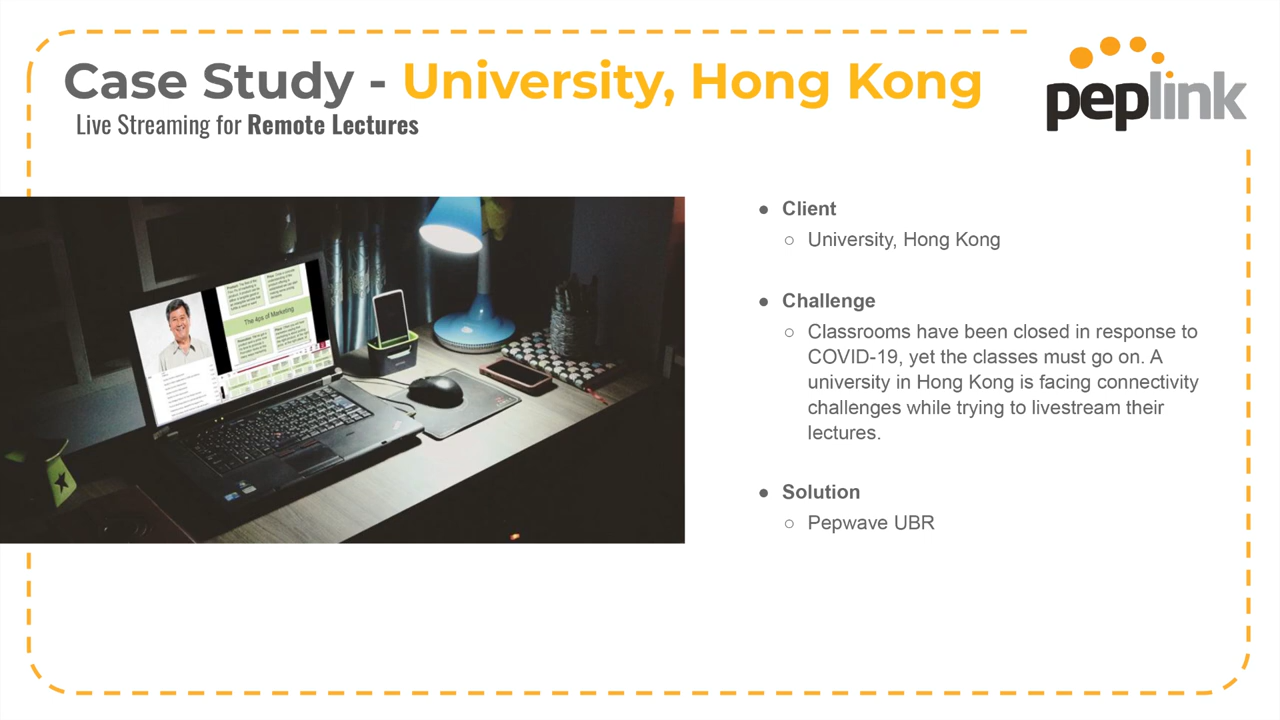 Case Study - University, Hong Kong
Live Streaming for Remote Lectures
peplink
The 4ps of Marketing
● Client
○ University, Hong Kong
● Challenge
○ Classrooms have been closed in response to
COVID-19, yet the classes must go on. A
university in Hong Kong is facing connectivity
challenges while trying to livestream their
lectures.
● Solution
○ Pepwave UBR